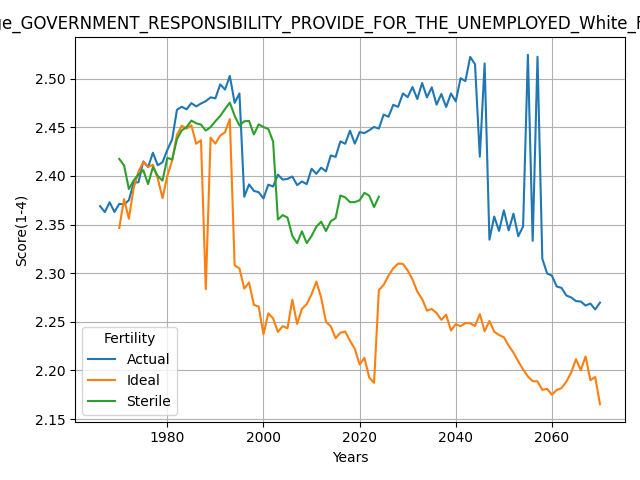 ge_GOVERNMENT_RESPONSIBILITY_PROVIDE_FOR_THE_UNEMPLOYED_White_F
Score(1-4)
2.50
2.45
2.40
2.35
2.30
2.25
2.20
2.15
Fertility
Actual
Ideal
Sterile
1980
2000
2020
2040
2060
Years